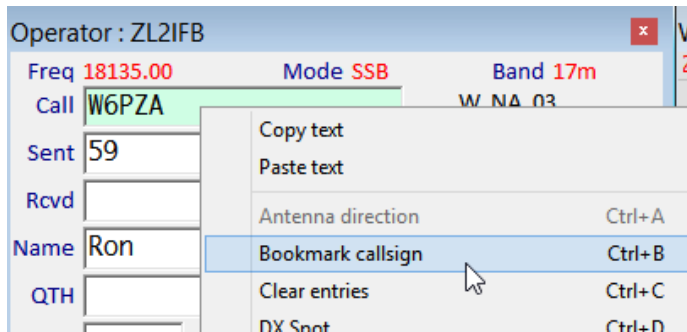 Operator : ZL2IFB
Freq 18135.00 Mode SSB Band 17m
Call W6PZA W NA 03
Sent 59
Rcvd
Name Ron
QTH
Copy text
Paste text
Antenna direction Ctrl+A
Bookmark callsign Ctrl+B
Clear entries Ctrl+C
DX Spot Ctrl+D